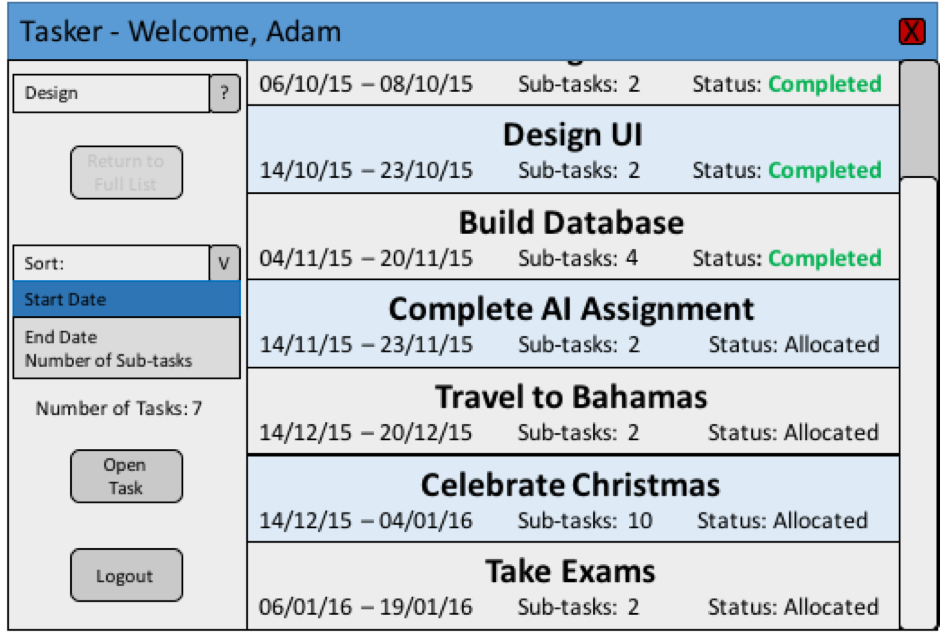 Tasker - Welcome, Adam
X
Design
?
Return to
Full List
Sort:
V
Start Date
End Date
Number of Sub-tasks
Number of Tasks: 7
Open
Task
Logout
06/10/15 – 08/10/15 Sub-tasks: 2 Status: Completed
Design UI
14/10/15 – 23/10/15 Sub-tasks: 2 Status: Completed
Build Database
04/11/15 – 20/11/15 Sub-tasks: 4 Status: Completed
Complete AI Assignment
14/11/15 – 23/11/15 Sub-tasks: 2 Status: Allocated
Travel to Bahamas
14/12/15 – 20/12/15 Sub-tasks: 2 Status: Allocated
Celebrate Christmas
14/12/15 – 04/01/16 Sub-tasks: 10 Status: Allocated
Take Exams
06/01/16 – 19/01/16 Sub-tasks: 2 Status: Allocated